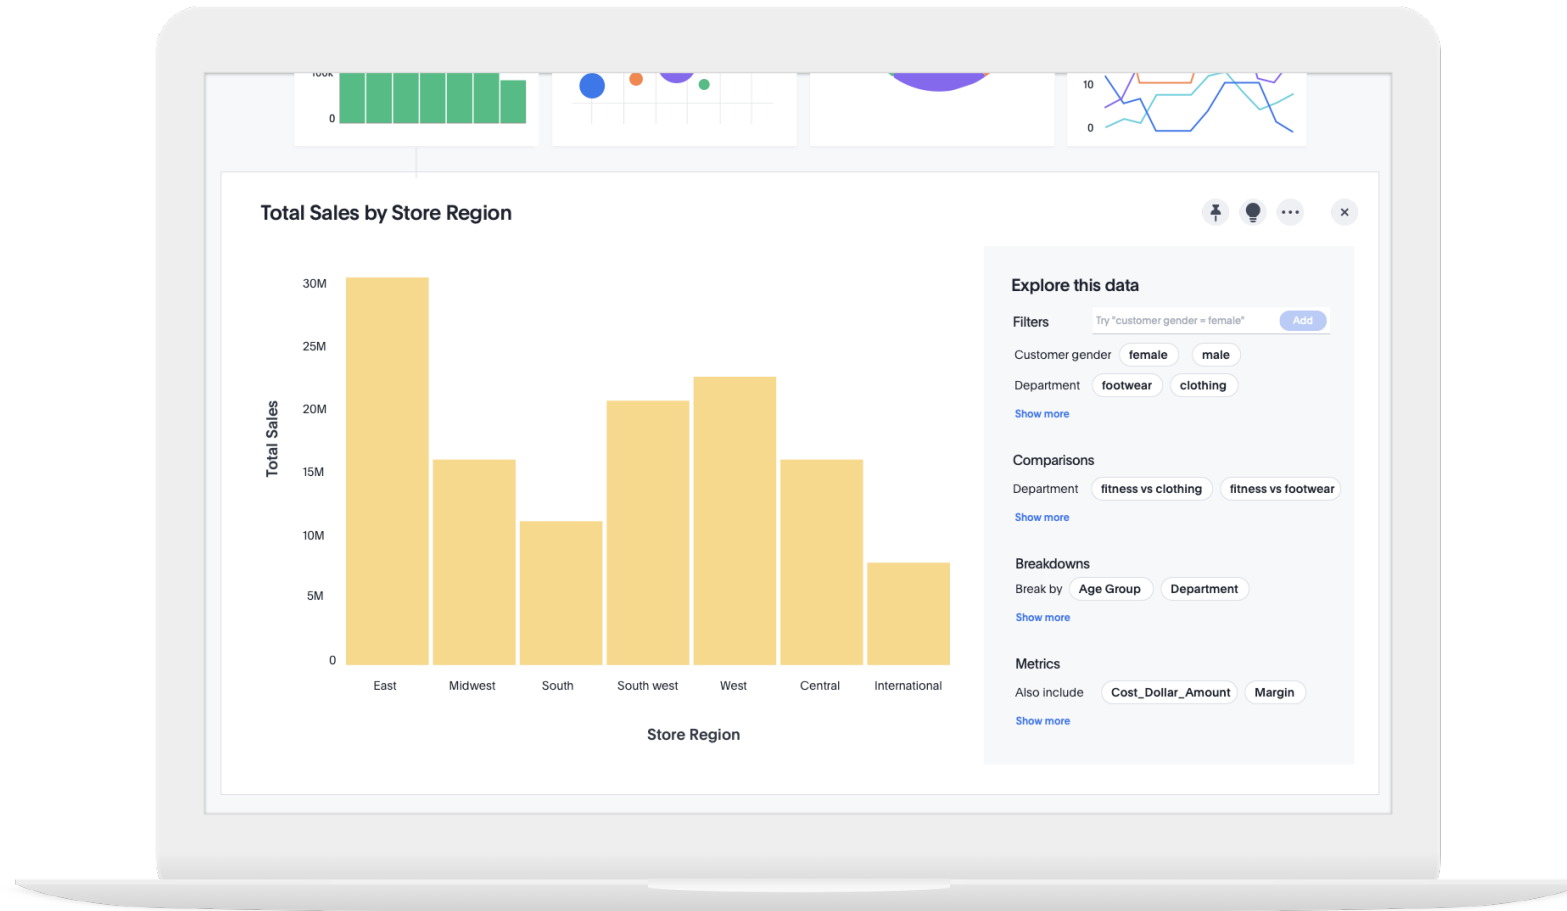 100K
0
10
0
Total Sales by Store Region
30M
25M
20M
15M
10M
5M
0
Total Sales
East Midwest South South west West Central International
Store Region
Explore this data
Filters Try "customer gender = female" Add
Customer gender female male
Department footwear clothing
Show more
Comparisons
Department fitness vs clothing fitness vs footwear
Show more
Breakdowns
Break by Age Group Department
Show more
Metrics
Also include Cost_Dollar_Amount Margin
Show more